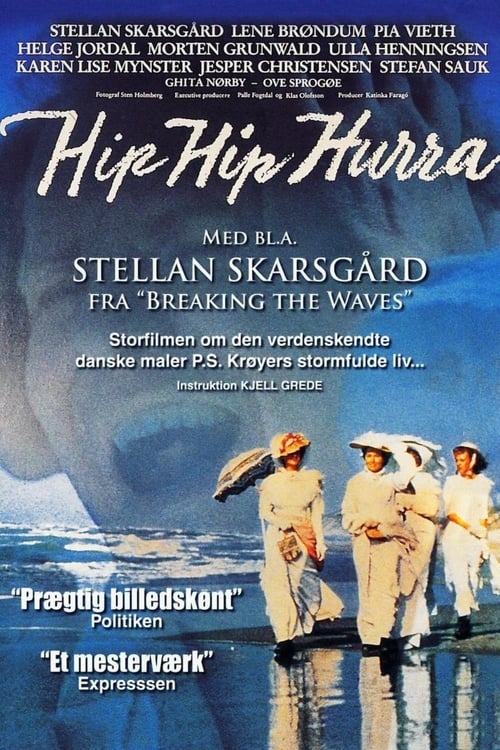 STELLAN SKARSGÅRD LENE BRØNDUM PIA VIETH
HELGE JORDAL MORTEN GRUNWALD ULLA HENNINGSEN
KAREN LISE MYNSTER JESPER CHRISTENSEN STEFAN SAUK
GHITA NØRBY - OVE SPROGØE
Fotograf Sten Holmberg Executive producere Palle Fogtdal og Klas Olofsson Producer Katinka Faragó
Hip Hip Hurra
MED BL.A.
STELLAN SKARSGÅRD
FRA "BREAKING THE WAVES"
Storfilmen om den verdenskendte
danske maler P.S. Krøyers stormfulde liv...
Instruktion KJELL GREDE
"Prægtig billedskønt"
Politiken
"Et mesterværk"
Expresssen